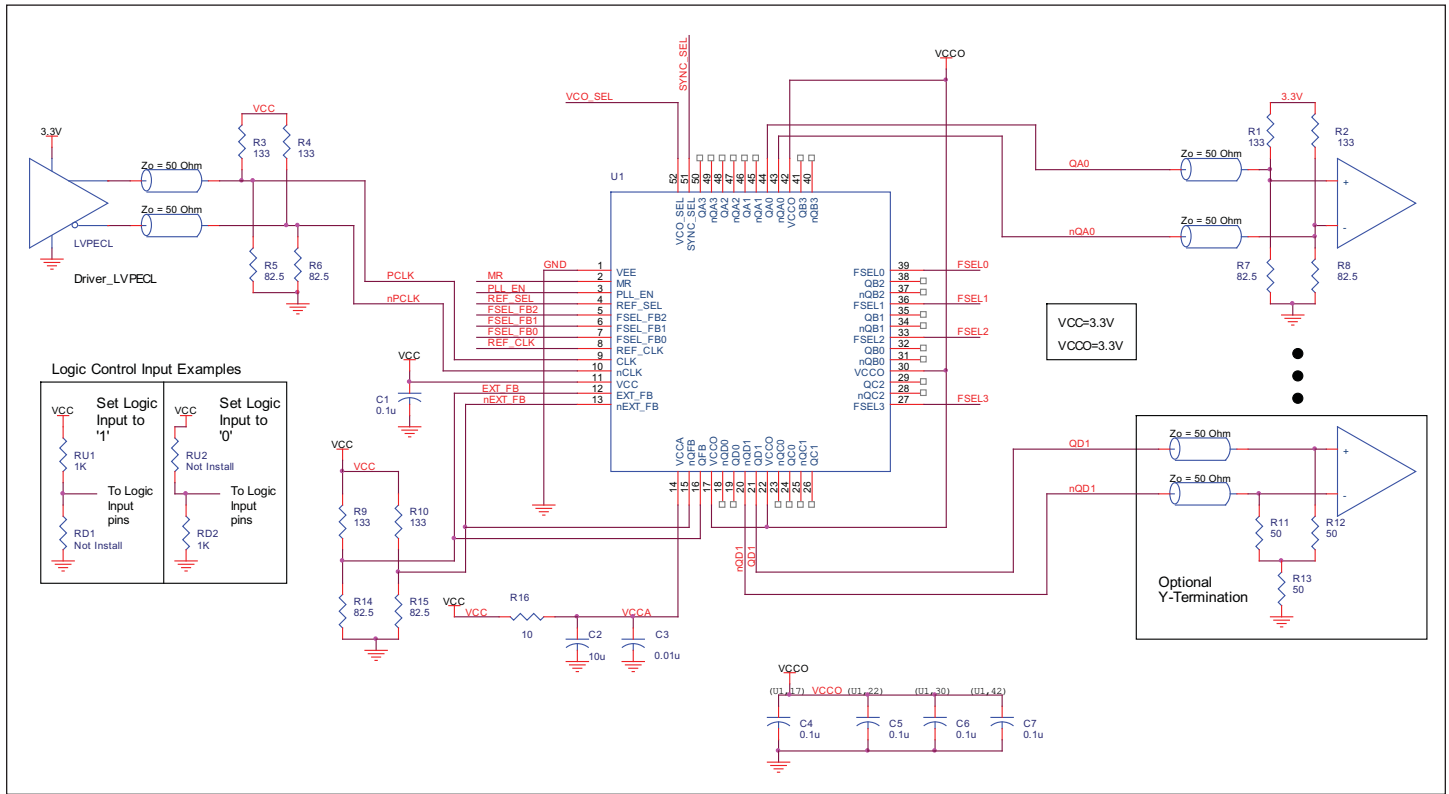 VCCO
SYNC_SEL
VCO_SEL
3.3V
VCC
R3
133
R4
133
Zo = 50 Ohm
Zo = 50 Ohm
LVPECL
Driver_LVPECL
R5
82.5
R6
82.5
PCLK
nPCLK
3.3V
R1
133
R2
133
Zo = 50 Ohm
QA0
+
Zo = 50 Ohm
nQA0
-
R7
82.5
R8
82.5
U1
52
51
50
49
48
47
46
45
44
43
42
41
40
VCO_SEL
SYNC_SEL
QA3
nQA3
QA2
nQA2
QA1
nQA1
QA0
nQA0
VCCO
QB3
nQB3
GND
MR
PLL_EN
REF_SEL
FSEL_FB2
FSEL_FB1
FSEL_FB0
REF_CLK
EXT_FB
nEXT_FB
1
2
3
4
5
6
7
8
9
10
11
12
13
VEE
MR
PLL_EN
REF_SEL
FSEL_FB2
FSEL_FB1
FSEL_FB0
REF_CLK
CLK
nCLK
VCC
EXT_FB
nEXT_FB
FSEL0
QB2
nQB2
FSEL1
QB1
nQB1
FSEL2
QB0
nQB0
VCCO
QC2
nQC2
FSEL3
39
38
37
36
35
34
33
32
31
30
29
28
27
FSEL0
FSEL1
FSEL2
FSEL3
VCCA
nQFB
QFB
VCCO
nQD0
QD0
nQD1
QD1
VCCO
nQC0
QC0
nQC1
QC1
14
15
16
17
18
19
20
21
22
23
24
25
26
nQD1
QD1
VCC=3.3V
VCCO=3.3V
VCC
C1
0.1u
Logic Control Input Examples
VCC
Set Logic
Input to
'1'
RU1
1K
To Logic
Input
pins
RD1
Not Install
VCC
Set Logic
Input to
'0'
RU2
Not Install
To Logic
Input
pins
RD2
1K
VCC
VCC
R9
133
R10
133
R14
82.5
R15
82.5
VCC
VCC
R16
10
VCCA
C2
10u
C3
0.01u
Zo = 50 Ohm
QD1
+
Zo = 50 Ohm
nQD1
-
R11
50
R12
50
R13
50
Optional
Y-Termination
VCCO
(U1,17)
VCCO
(U1,22)
(U1,30)
(U1,42)
C4
0.1u
C5
0.1u
C6
0.1u
C7
0.1u